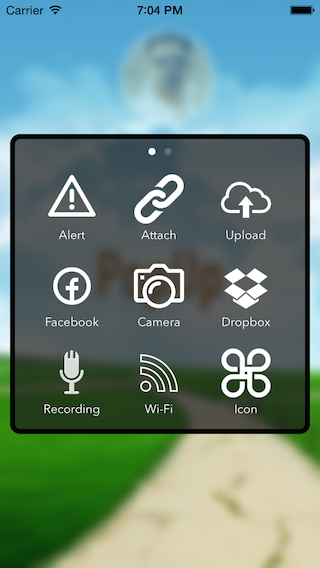 Carrier 7:04 PM
Alert Attach Upload
Facebook Camera Dropbox
Recording Wi-Fi Icon